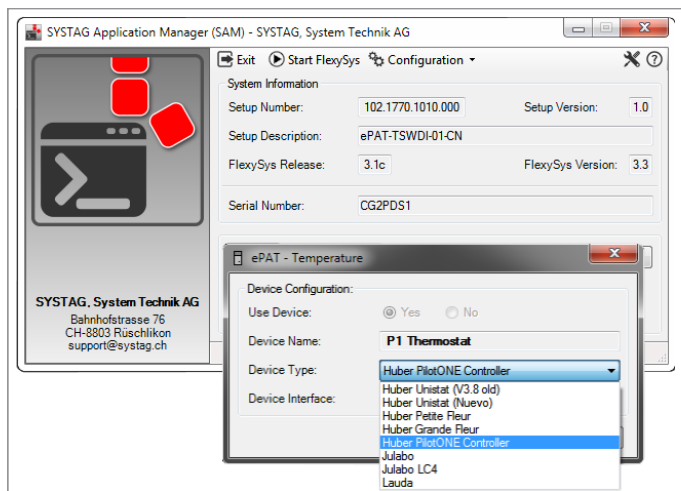 SYSTAG Application Manager (SAM) - SYSTAG, System Technik AG
Exit Start FlexySys Configuration
System Information
Setup Number: 102.1770.1010.000 Setup Version: 1.0
Setup Description: ePAT-TSWDI-01-CN
FlexySys Release: 3.1c FlexySys Version: 3.3
Serial Number: CG2PDS1
SYSTAG, System Technik AG
Bahnhofstrasse 76
CH-8803 Rüschlikon
support@systag.ch
ePAT - Temperature
Device Configuration:
Use Device: Yes No
Device Name: P1 Thermostat
Device Type: Huber PilotONE Controller
Device Interface:
Huber Unistat (V3.8 old)
Huber Unistat (Nuevo)
Huber Petite Fleur
Huber Grande Fleur
Huber PilotONE Controller
Julabo
Julabo LC4
Lauda